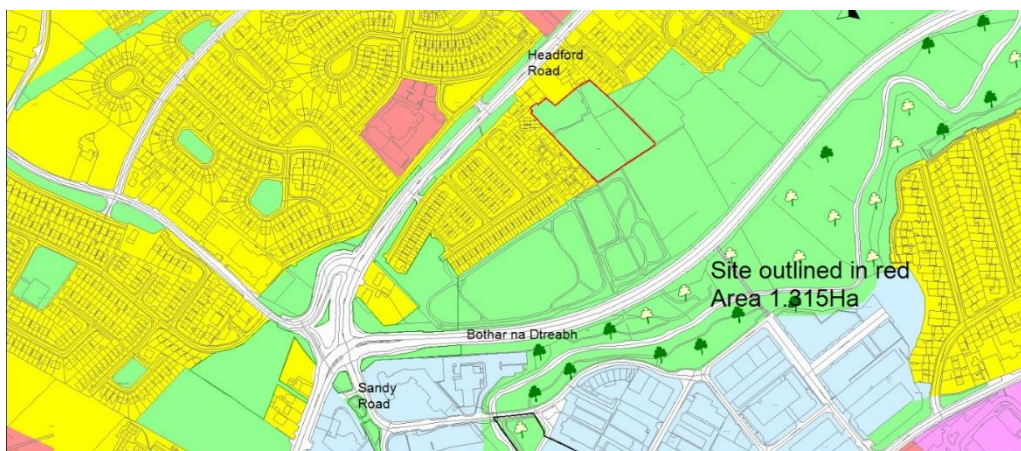 Headford
Road
Site outlined in red
Area 1.315Ha
Bothar na Dtreabh
Sandy
Road